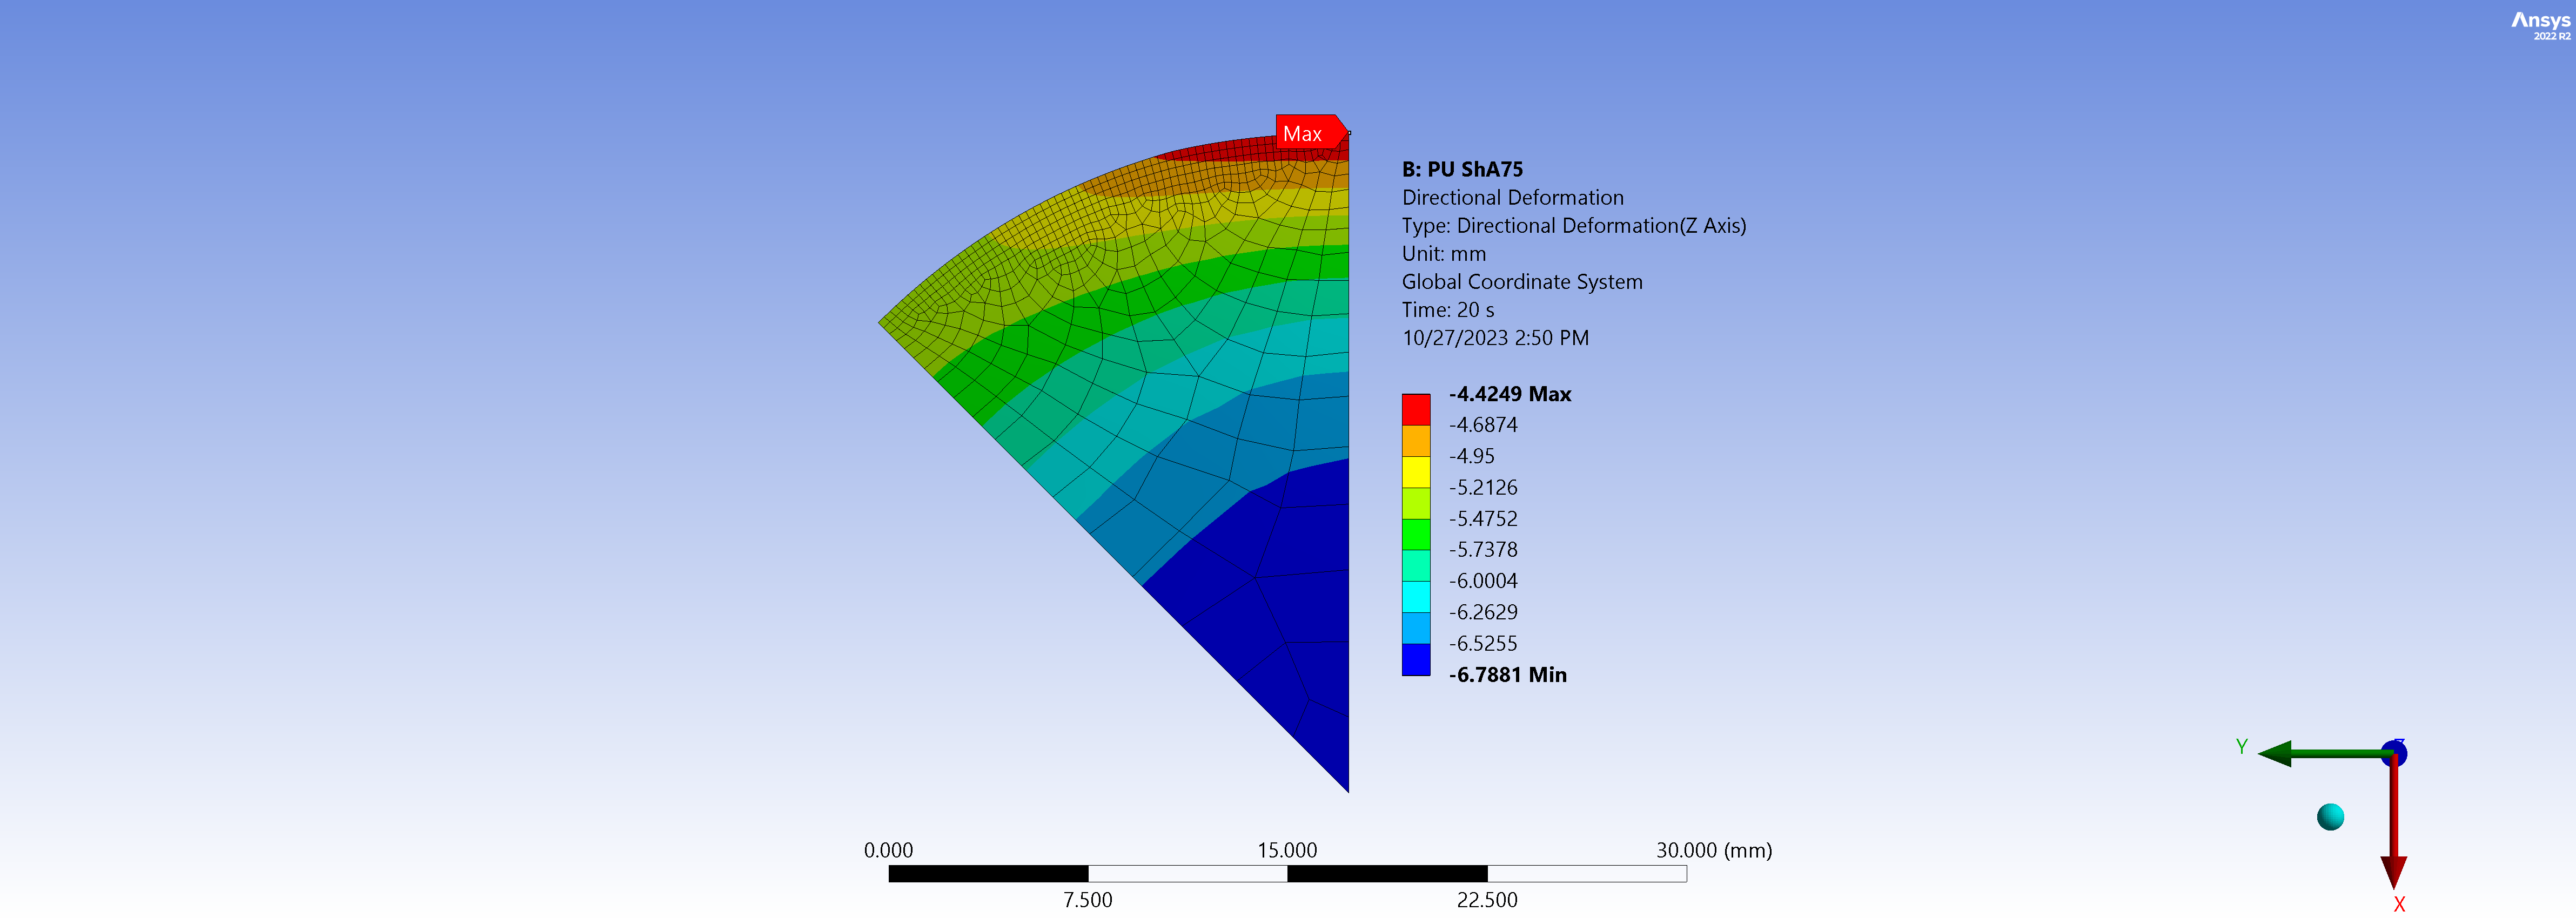 Ansys
2022 R2
Max
B: PU ShA75
Directional Deformation
Type: Directional Deformation(Z Axis)
Unit: mm
Global Coordinate System
Time: 20 s
10/27/2023 2:50 PM
-4.4249 Max
-4.6874
-4.95
-5.2126
-5.4752
-5.7378
-6.0004
-6.2629
-6.5255
-6.7881 Min
Y
Z
X
0.000 15.000 30.000 (mm)
7.500 22.500